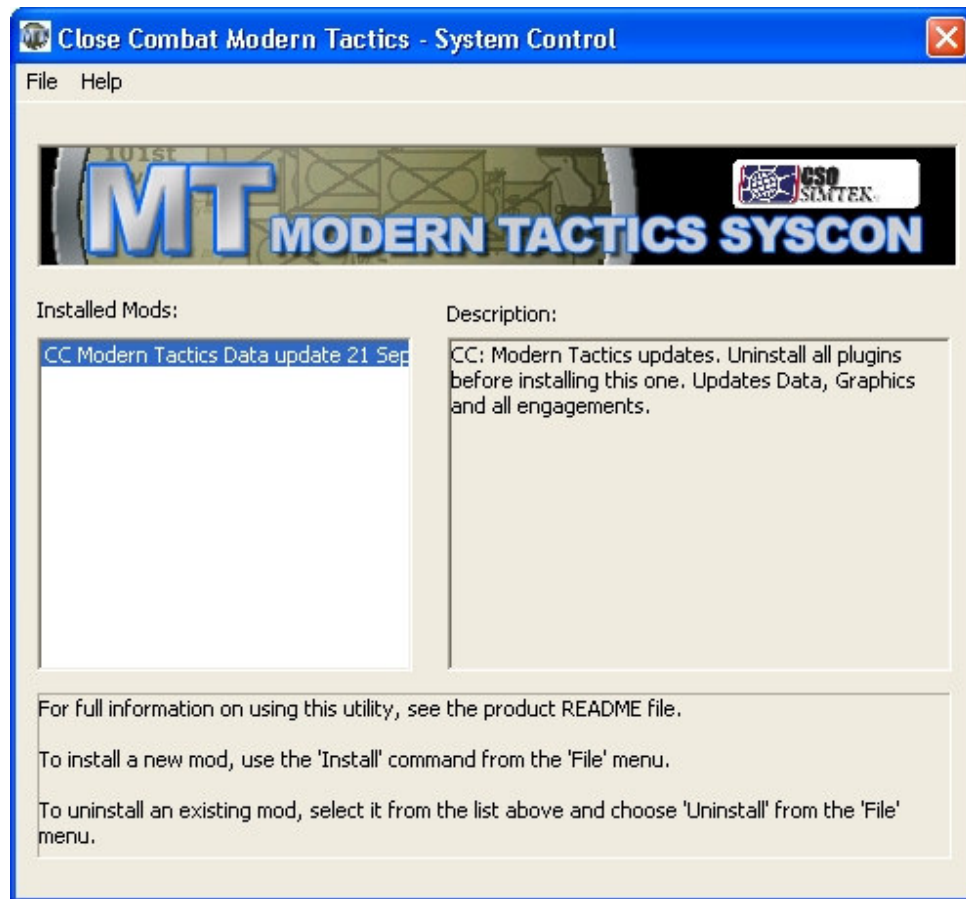 Close Combat Modern Tactics - System Control
File Help
101st
MT MODERN TACTICS SYSCON
CSO
SIMTEK
Installed Mods:
Description:
CC Modern Tactics Data update 21 Sep
CC: Modern Tactics updates. Uninstall all plugins
before installing this one. Updates Data, Graphics
and all engagements.
For full information on using this utility, see the product README file.
To install a new mod, use the 'Install' command from the 'File' menu.
To uninstall an existing mod, select it from the list above and choose 'Uninstall' from the 'File'
menu.